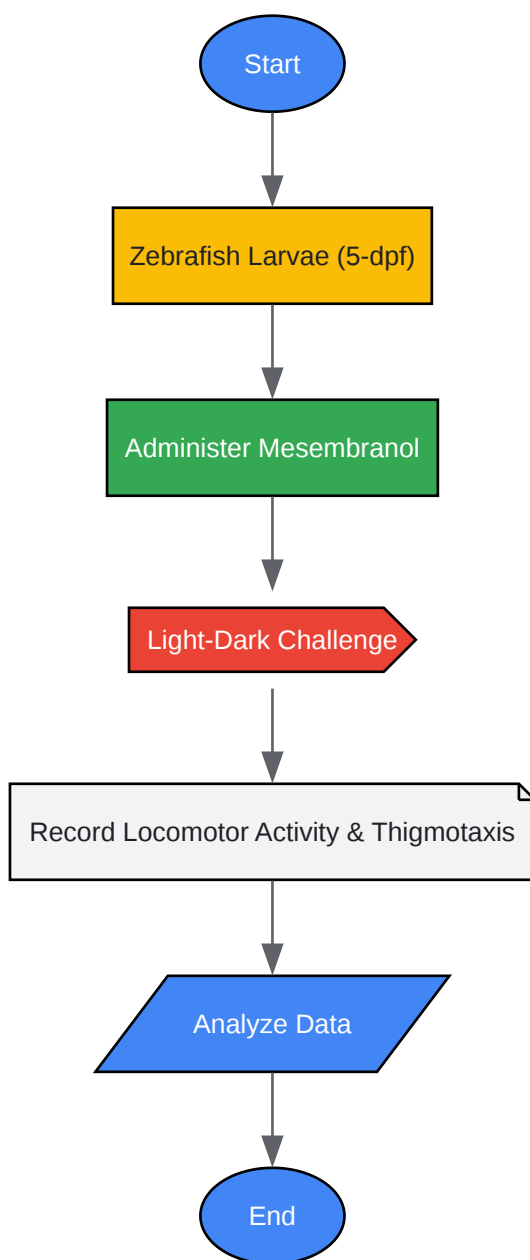 Start
Zebrafish Larvae (5-dpf)
Administer Mesembranol
Light-Dark Challenge
Record Locomotor Activity & Thigmotaxis
Analyze Data
End